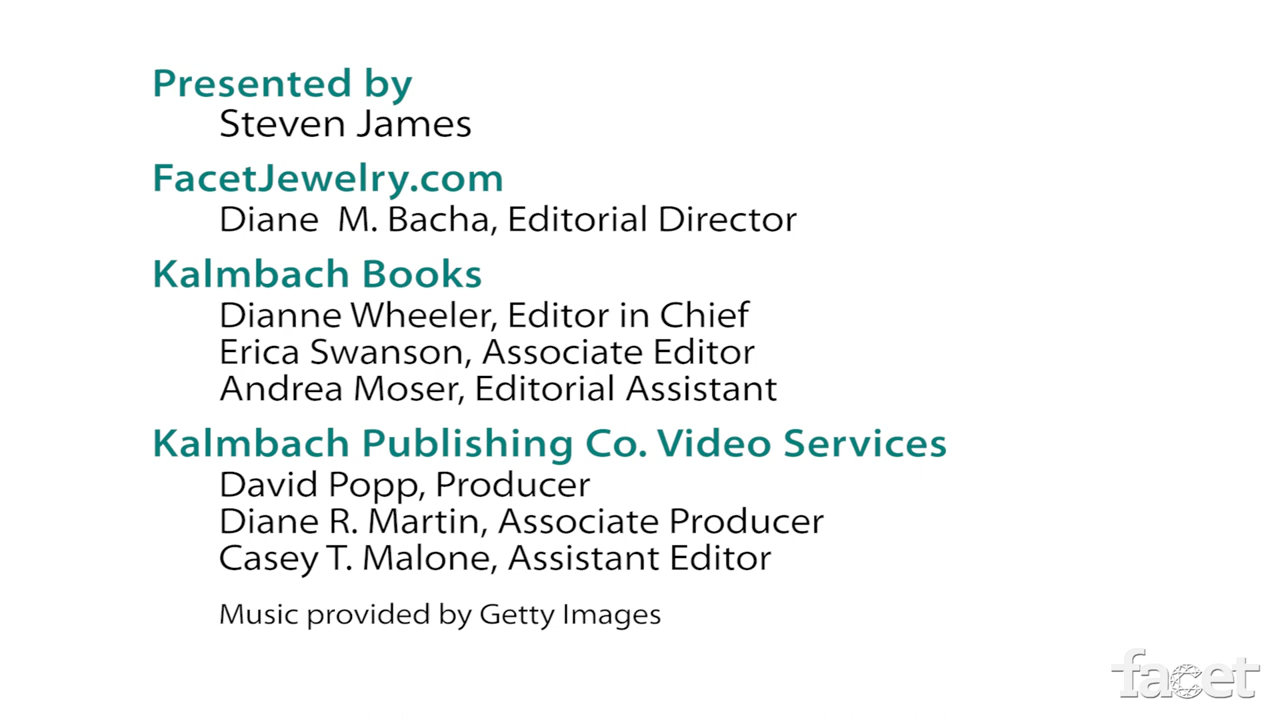 Presented by
Steven James
FacetJewelry.com
Diane M. Bacha, Editorial Director
Kalmbach Books
Dianne Wheeler, Editor in Chief
Erica Swanson, Associate Editor
Andrea Moser, Editorial Assistant
Kalmbach Publishing Co. Video Services
David Popp, Producer
Diane R. Martin, Associate Producer
Casey T. Malone, Assistant Editor
Music provided by Getty Images
facet